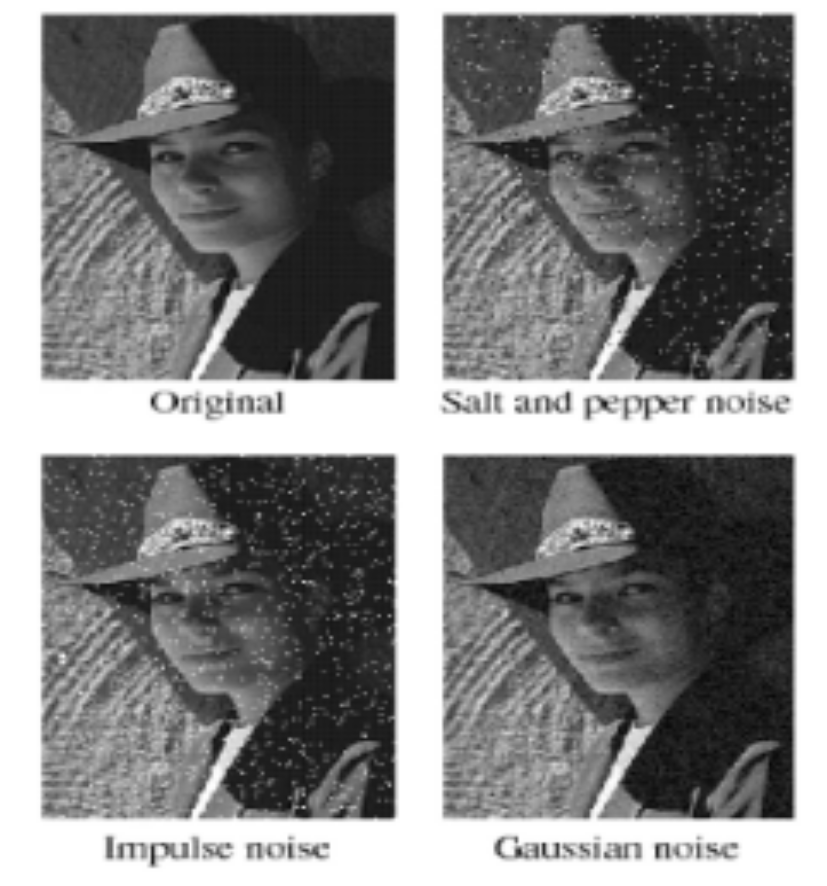 Original
Salt and pepper noise
Impulse noise
Gaussian noise